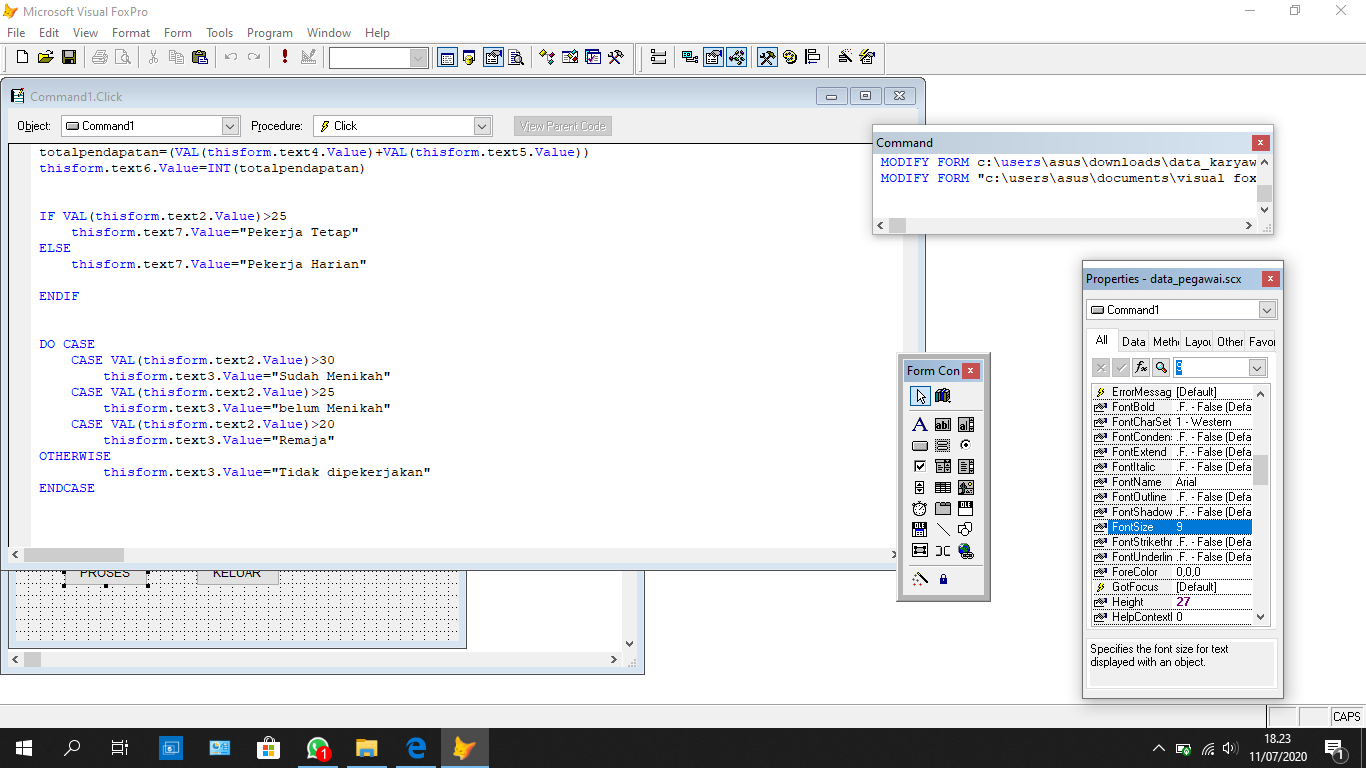 Microsoft Visual FoxPro
File Edit View Format Form Tools Program Window Help
Command1.Click
Object: Command1 Procedure: Click View Parent Code
totalpendapatan=(VAL(thisform.text4.Value)+VAL(thisform.text5.Value))
thisform.text6.Value=INT(totalpendapatan)
IF VAL(thisform.text2.Value)>25
thisform.text7.Value="Pekerja Tetap"
ELSE
thisform.text7.Value="Pekerja Harian"
ENDIF
DO CASE
CASE VAL(thisform.text2.Value)>30
thisform.text3.Value="Sudah Menikah"
CASE VAL(thisform.text2.Value)>25
thisform.text3.Value="belum Menikah"
CASE VAL(thisform.text2.Value)>20
thisform.text3.Value="Remaja"
OTHERWISE
thisform.text3.Value="Tidak dipekerjakan"
ENDCASE
PROSES KELUAR
Command
MODIFY FORM c:\users\asus\downloads\data_karyaw
MODIFY FORM "c:\users\asus\documents\visual fox
Form Con
Properties - data_pegawai.scx
Command1
All Data Meth Layou Other Favor
9
ErrorMessag [Default]
FontBold .F. - False (Defa
FontCharSet 1 - Western
FontConden: .F. - False (Defa
FontExtend .F. - False (Defa
FontItalic .F. - False (Defa
FontName Arial
FontOutline .F. - False (Defa
FontShadow .F. - False (Defa
FontSize 9
FontStrikethr .F. - False (Defa
FontUnderlin .F. - False (Defa
ForeColor 0,0,0
GotFocus [Default]
Height 27
HelpContextI 0
Specifies the font size for text
displayed with an object.
CAPS
1
18.23
11/07/2020
1